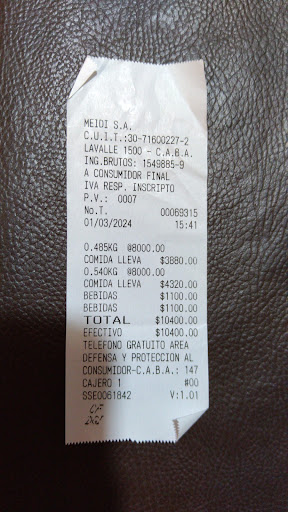 MEIDI S.A.
C.U.I.T.:30-71600227-2
LAVALLE 1500 - C.A.B.A.
ING.BRUTOS: 1549885-9
A CONSUMIDOR FINAL
IVA RESP. INSCRIPTO
P.V.: 0007
No.T. 00069315
01/03/2024 15:41
0.485KG @8000.00
COMIDA LLEVA $3880.00
0.540KG @8000.00
COMIDA LLEVA $4320.00
BEBIDAS $1100.00
BEBIDAS $1100.00
TOTAL $10400.00
EFECTIVO $10400.00
TELEFONO GRATUITO AREA
DEFENSA Y PROTECCION AL
CONSUMIDOR-C.A.B.A.: 147
CAJERO 1 #00
SSE0061842 V:1.01
CF
DGI